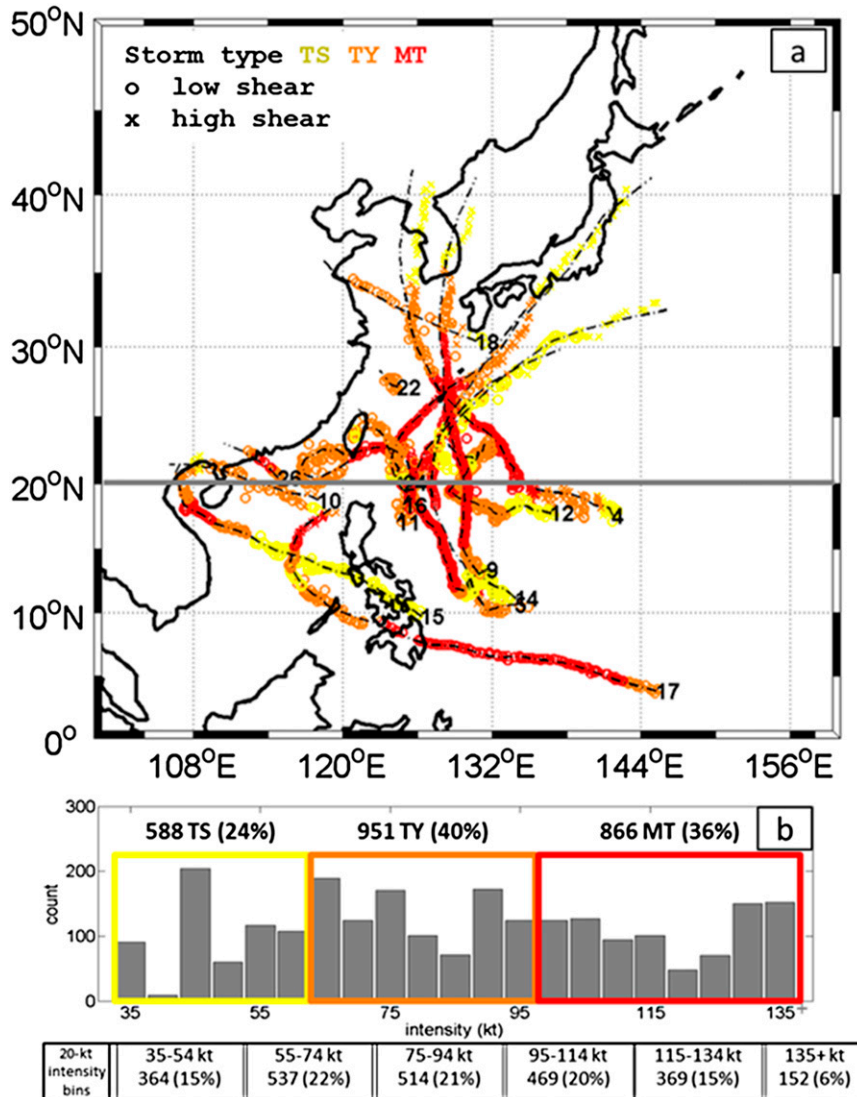 50°N
a
Storm type TS TY MT
o low shear
x high shear
40°N
30°N
18
22
20°N
26
10
16
11
12
4
9
14
15
10°N
17
0°
108°E 120°E 132°E 144°E 156°E
300
588 TS (24%) 951 TY (40%) 866 MT (36%)
b
200
count
100
0
35 55 75 95 115 135+
intensity (kt)
20-kt intensity bins
35-54 kt 55-74 kt 75-94 kt 95-114 kt 115-134 kt 135+ kt
364 (15%) 537 (22%) 514 (21%) 469 (20%) 369 (15%) 152 (6%)